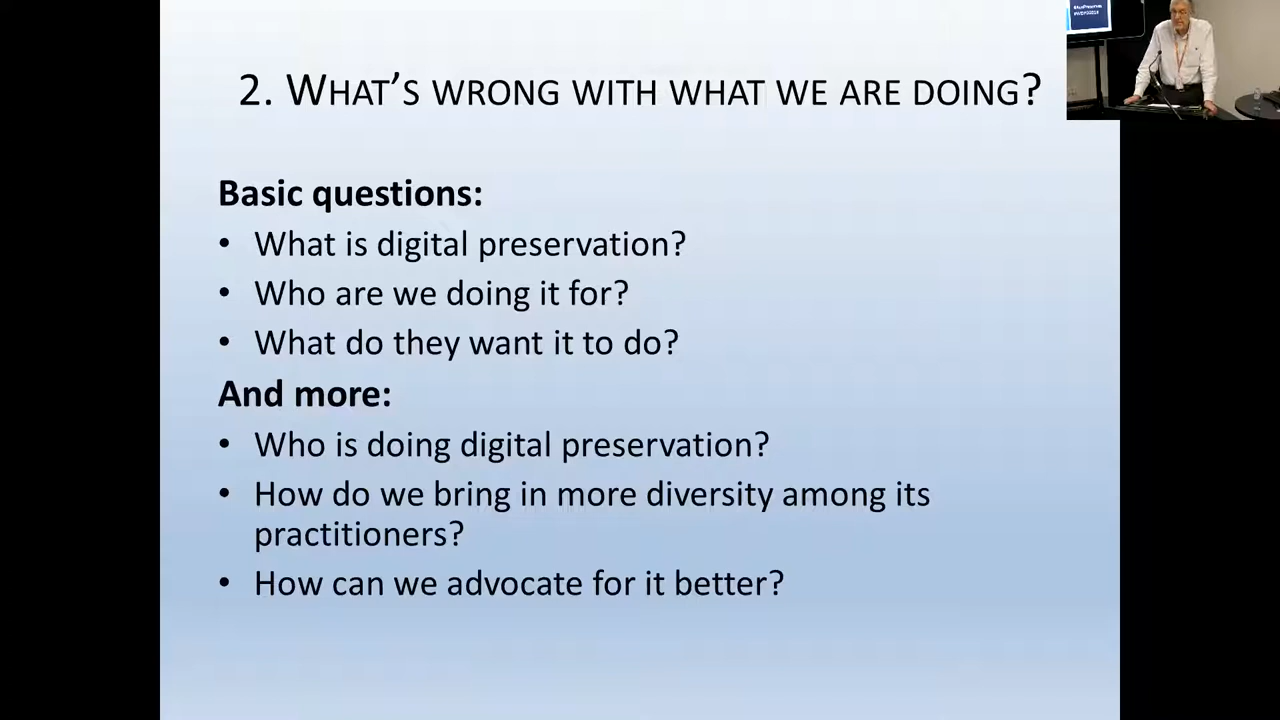 2. WHAT'S WRONG WITH WHAT WE ARE DOING?
Basic questions:
• What is digital preservation?
• Who are we doing it for?
• What do they want it to do?
And more:
• Who is doing digital preservation?
• How do we bring in more diversity among its
practitioners?
• How can we advocate for it better?